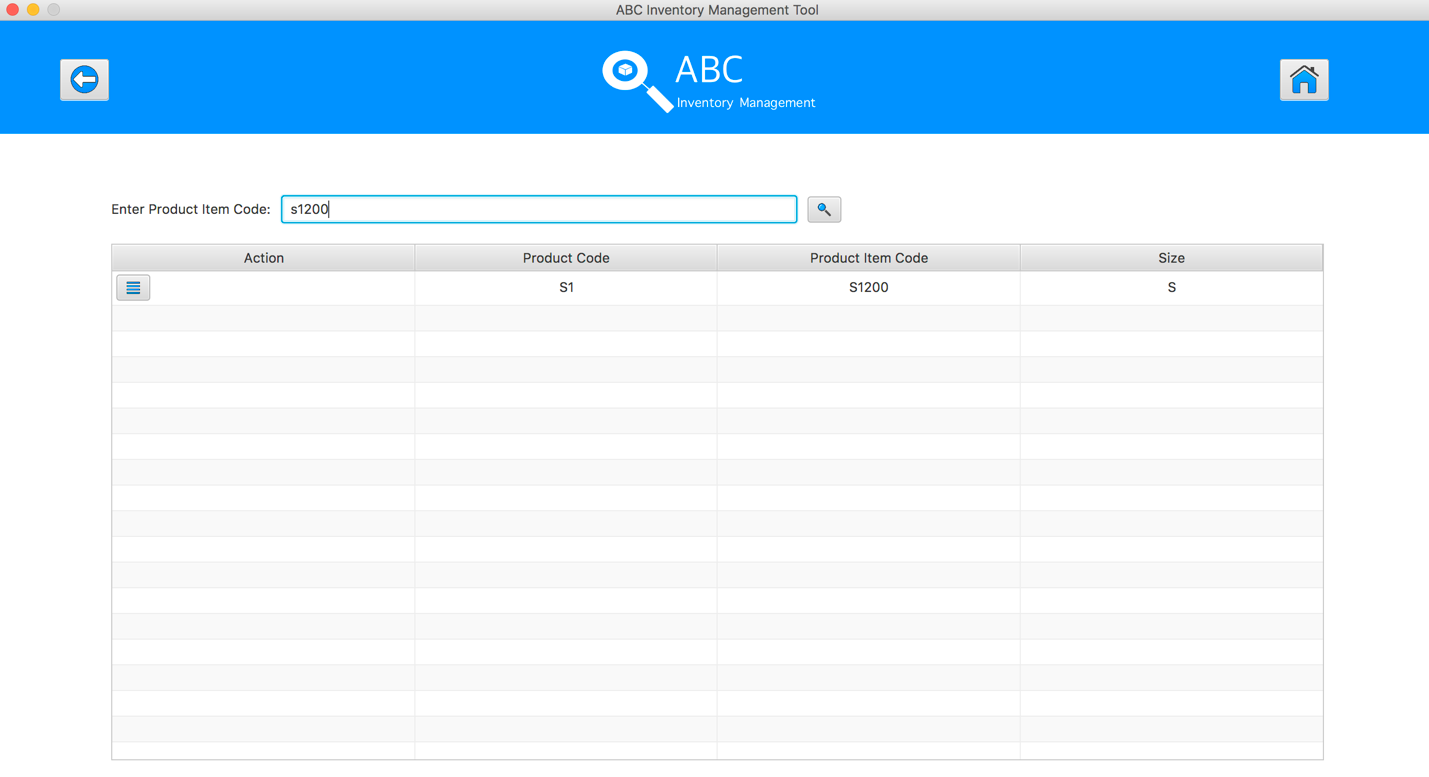 ABC Inventory Management Tool
ABC
Inventory Management
Enter Product Item Code: s1200
Action Product Code Product Item Code Size
S1 S1200 S